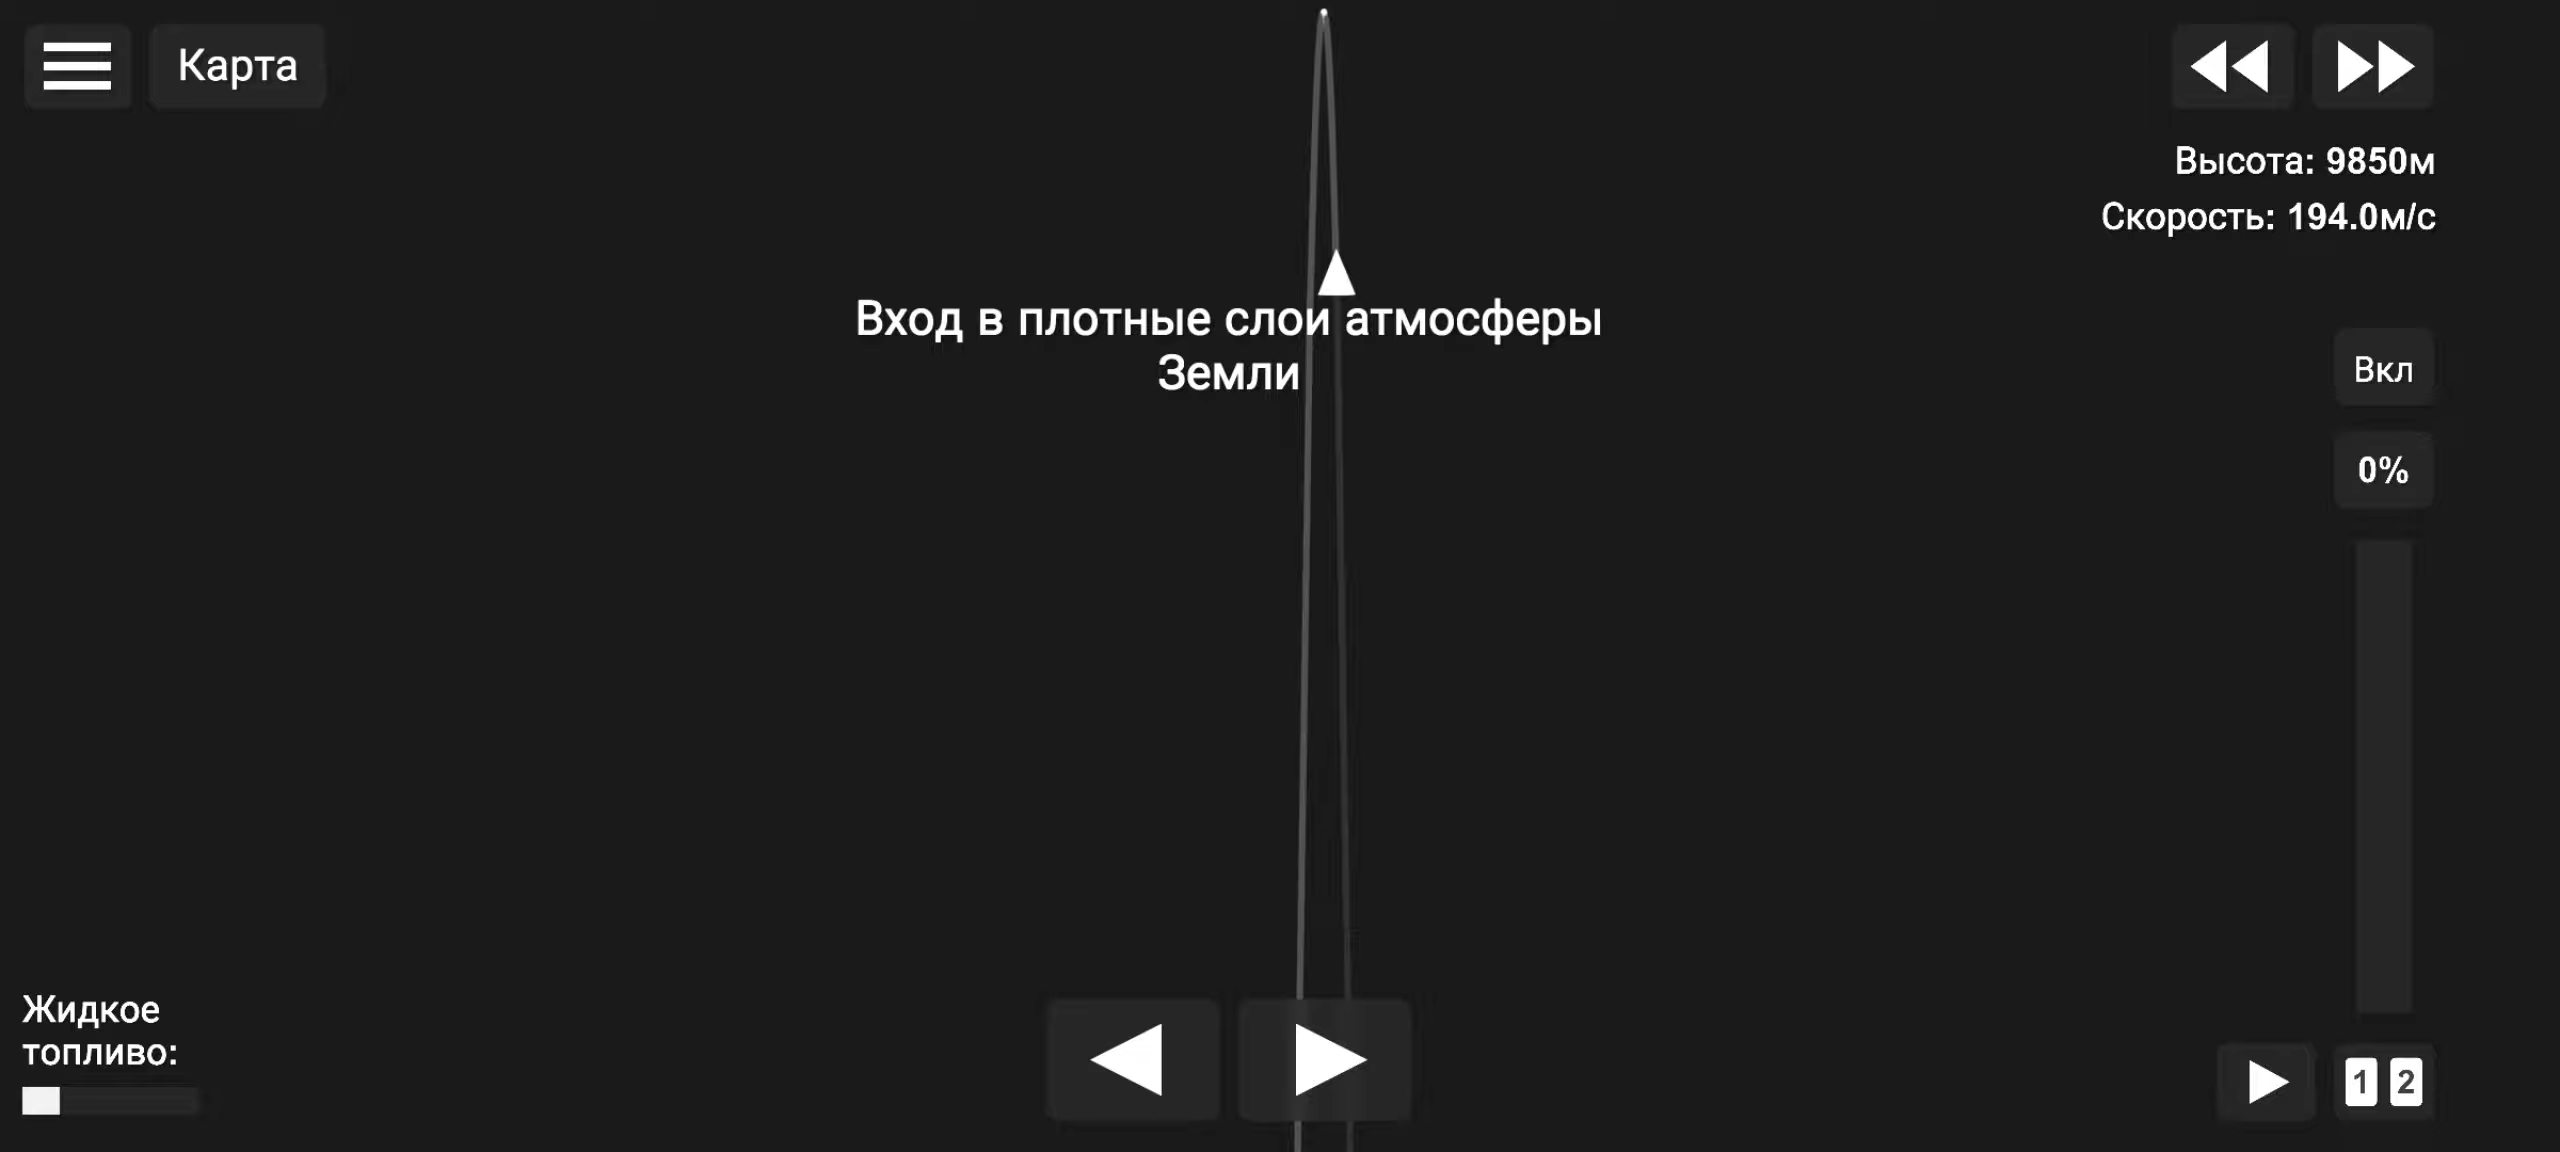 Карта
Высота: 9850м
Скорость: 194.0м/с
Вход в плотные слои атмосферы
Земли
Вкл
0%
Жидкое
топливо:
1 2